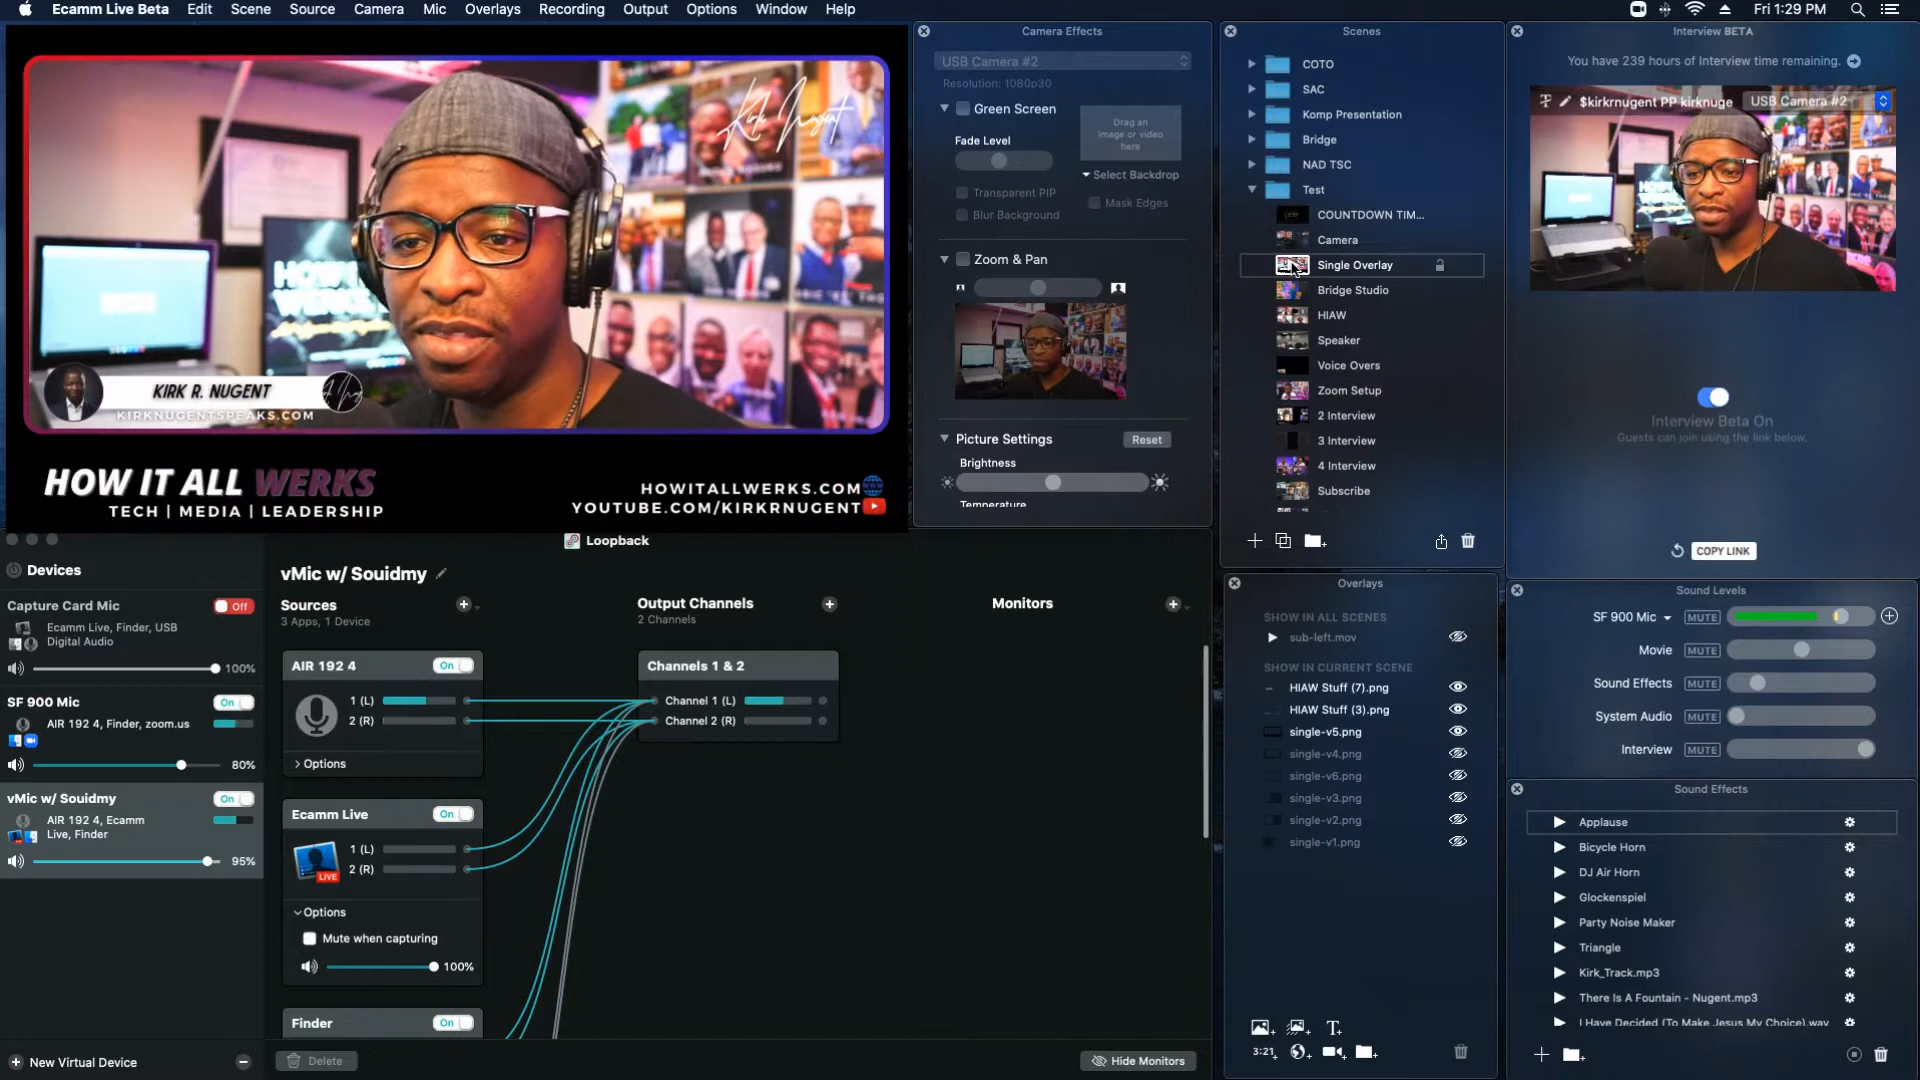 Ecamm Live Beta Edit Scene Source Camera Mic Overlays Recording Output Options Window Help
Fri 1:29 PM
Kirk Nugent
KIRK R. NUGENT
KIRKNUGENTSPEAKS.COM
HOW IT ALL WERKS
TECH | MEDIA | LEADERSHIP
HOWITALLWERKS.COM
YOUTUBE.COM/KIRKRNUGENT
Camera Effects
USB Camera #2
Resolution: 1080p30
Green Screen
Fade Level
Drag an
image or video
here
Select Backdrop
Transparent PIP
Mask Edges
Blur Background
Zoom & Pan
Picture Settings
Reset
Brightness
Temperature
Scenes
COTO
SAC
Komp Presentation
Bridge
NAD TSC
Test
COUNTDOWN TIM...
Camera
Single Overlay
Bridge Studio
HIAW
Speaker
Voice Overs
Zoom Setup
2 Interview
3 Interview
4 Interview
Subscribe
Interview BETA
You have 239 hours of Interview time remaining.
$kirkrnugent PP kirknuge
USB Camera #2
Interview Beta On
Guests can join using the link below.
COPY LINK
Loopback
Devices
Capture Card Mic
Off
Ecamm Live, Finder, USB
Digital Audio
100%
SF 900 Mic
On
AIR 192 4, Finder, zoom.us
80%
vMic w/ Souidmy
On
AIR 192 4, Ecamm
Live, Finder
95%
New Virtual Device
vMic w/ Souidmy
Sources
3 Apps, 1 Device
AIR 192 4
On
1 (L)
2 (R)
Options
Ecamm Live
On
LIVE
1 (L)
2 (R)
Options
Mute when capturing
100%
Finder
On
Delete
Output Channels
2 Channels
Channels 1 & 2
Channel 1 (L)
Channel 2 (R)
Monitors
Hide Monitors
Overlays
SHOW IN ALL SCENES
sub-left.mov
SHOW IN CURRENT SCENE
HIAW Stuff (7).png
HIAW Stuff (3).png
single-v5.png
single-v4.png
single-v6.png
single-v3.png
single-v2.png
single-v1.png
3:21
Sound Levels
SF 900 Mic MUTE
Movie MUTE
Sound Effects MUTE
System Audio MUTE
Interview MUTE
Sound Effects
Applause
Bicycle Horn
DJ Air Horn
Glockenspiel
Party Noise Maker
Triangle
Kirk_Track.mp3
There Is A Fountain - Nugent.mp3
I Have Decided (To Make Jesus My Choice).wav